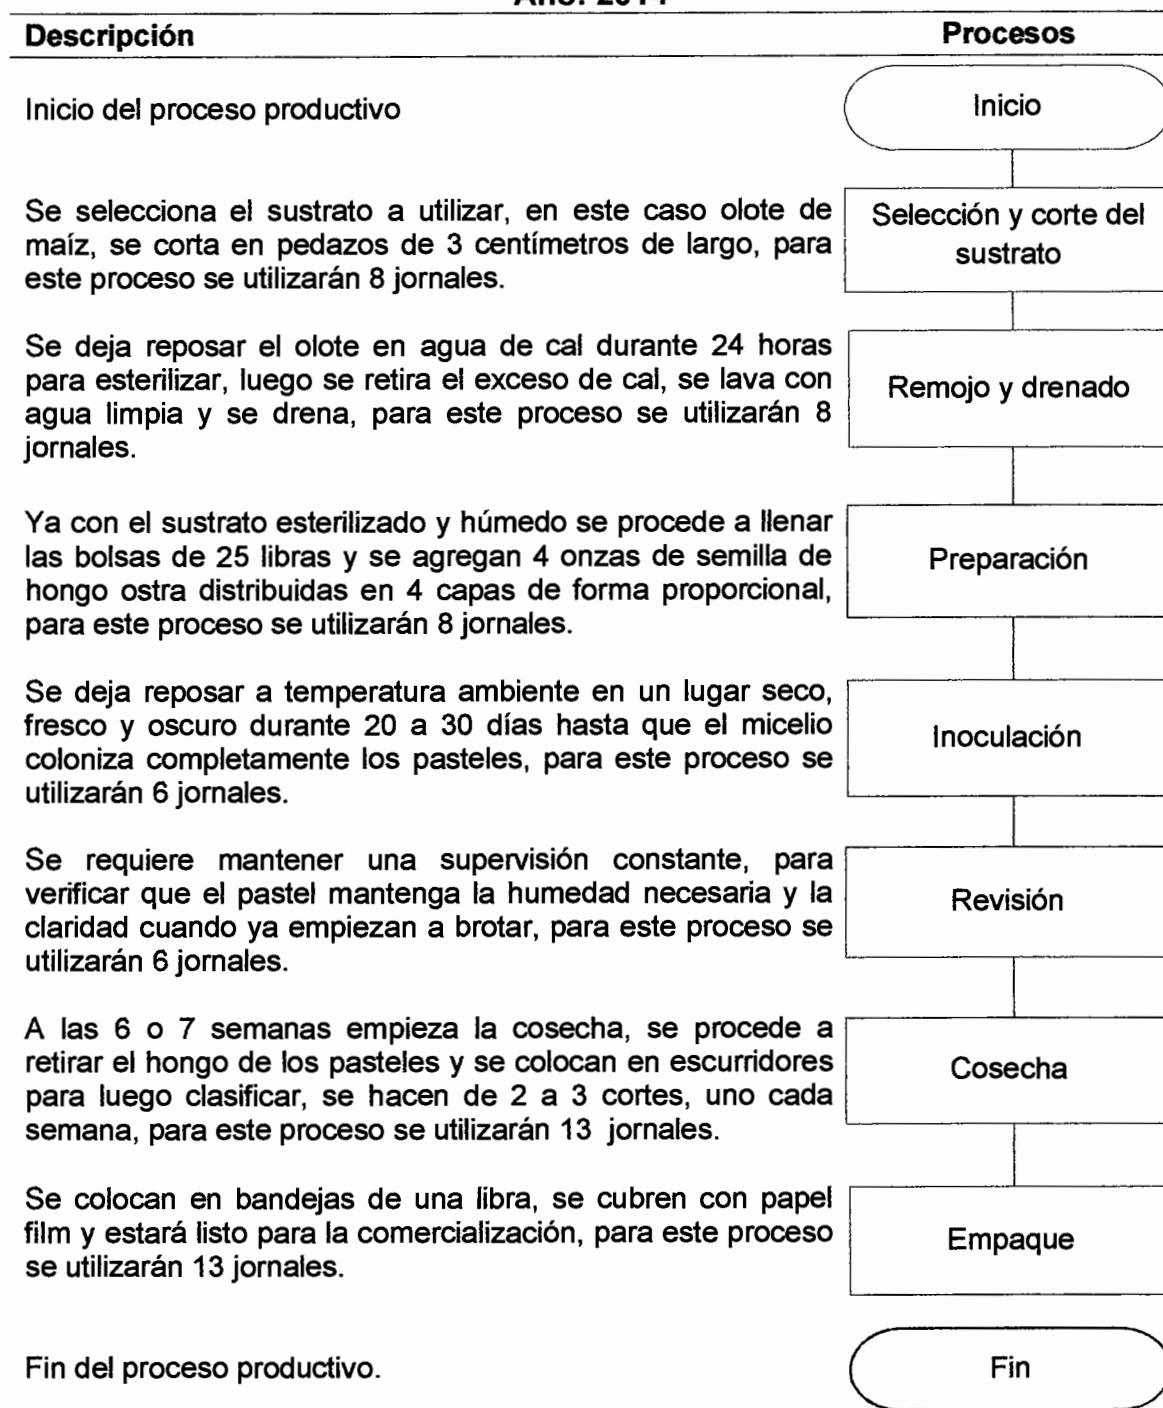 Descripción Procesos
Inicio del proceso productivo
Inicio
Se selecciona el sustrato a utilizar, en este caso olote de
maíz, se corta en pedazos de 3 centímetros de largo, para
este proceso se utilizarán 8 jornales.
Selección y corte del
sustrato
Se deja reposar el olote en agua de cal durante 24 horas
para esterilizar, luego se retira el exceso de cal, se lava con
agua limpia y se drena, para este proceso se utilizarán 8
jornales.
Remojo y drenado
Ya con el sustrato esterilizado y húmedo se procede a llenar
las bolsas de 25 libras y se agregan 4 onzas de semilla de
hongo ostra distribuidas en 4 capas de forma proporcional,
para este proceso se utilizarán 8 jornales.
Preparación
Se deja reposar a temperatura ambiente en un lugar seco,
fresco y oscuro durante 20 a 30 días hasta que el micelio
coloniza completamente los pasteles, para este proceso se
utilizarán 6 jornales.
Inoculación
Se requiere mantener una supervisión constante, para
verificar que el pastel mantenga la humedad necesaria y la
claridad cuando ya empiezan a brotar, para este proceso se
utilizarán 6 jornales.
Revisión
A las 6 o 7 semanas empieza la cosecha, se procede a
retirar el hongo de los pasteles y se colocan en escurridores
para luego clasificar, se hacen de 2 a 3 cortes, uno cada
semana, para este proceso se utilizarán 13 jornales.
Cosecha
Se colocan en bandejas de una libra, se cubren con papel
film y estará listo para la comercialización, para este proceso
se utilizarán 13 jornales.
Empaque
Fin del proceso productivo.
Fin